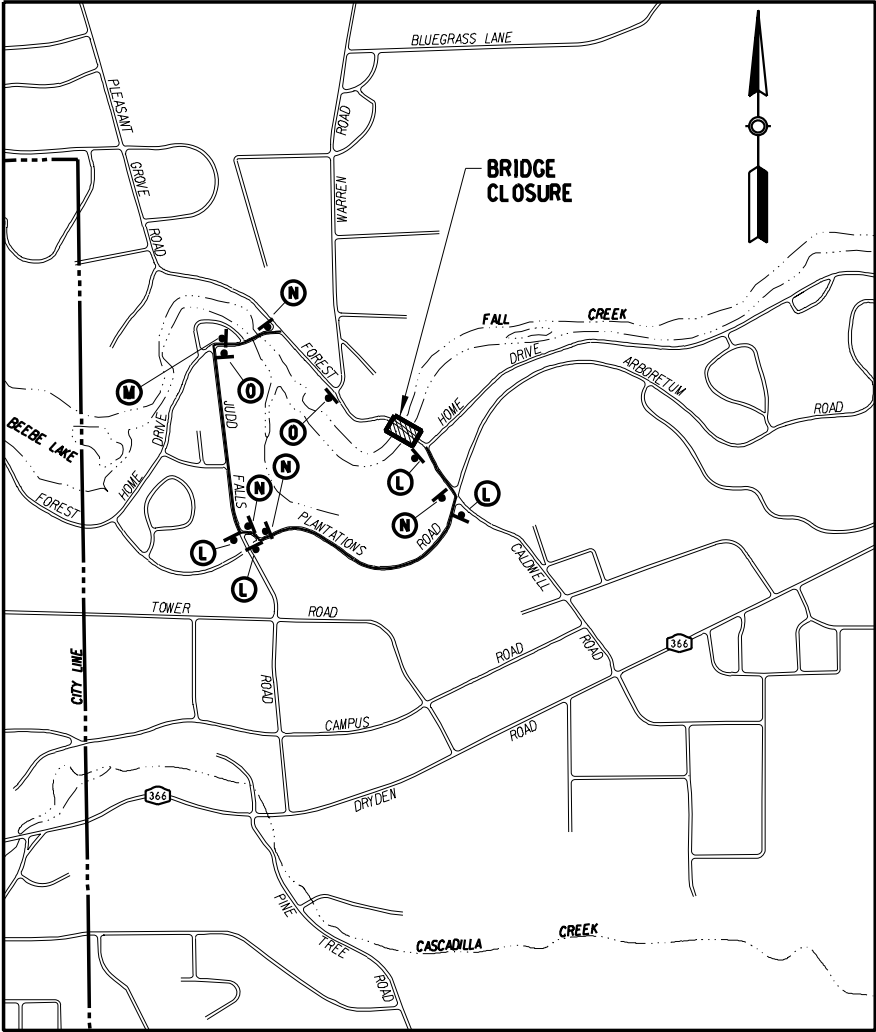 BLUEGRASS LANE
PLEASANT
GROVE
ROAD
ROAD
WARREN
BRIDGE
CLOSURE
N
FALL
CREEK
FOREST
DRIVE
HOME
ARBORETUM
ROAD
M
O
JUDD
FALLS
O
N
N
BEEBE LAKE
DRIVE
HOME
FOREST
L
L
N
PLANTATIONS
ROAD
L
L
CALDWELL
ROAD
TOWER
ROAD
ROAD
CITY LINE
ROAD
CAMPUS
366
ROAD
366
DRYDEN
PINE
TREE
ROAD
CASCADILLA
CREEK